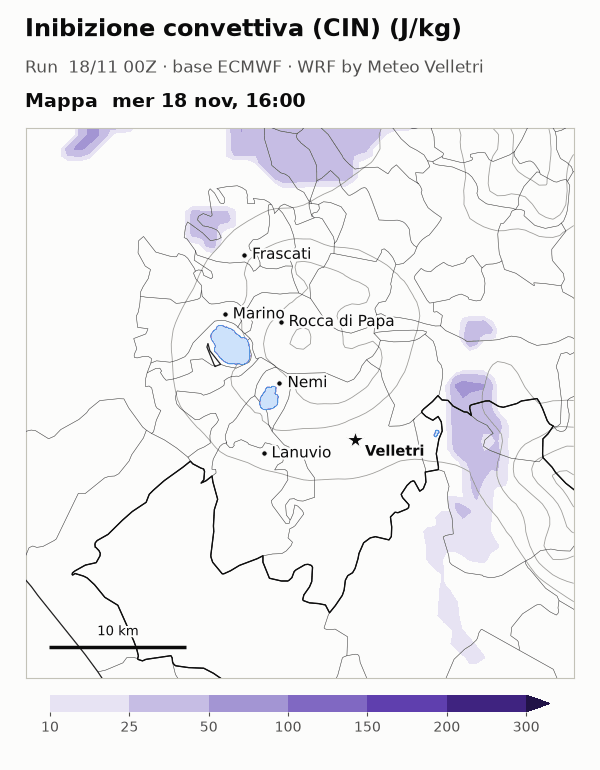 Inibizione convettiva (CIN) (J/kg)
Run  18/11 00Z · base ECMWF · WRF by Meteo Velletri
Mappa  mer 18 nov, 16:00
Frascati
Marino
Rocca di Papa
Nemi
Lanuvio
Velletri
10 km
10 25 50 100 150 200 300